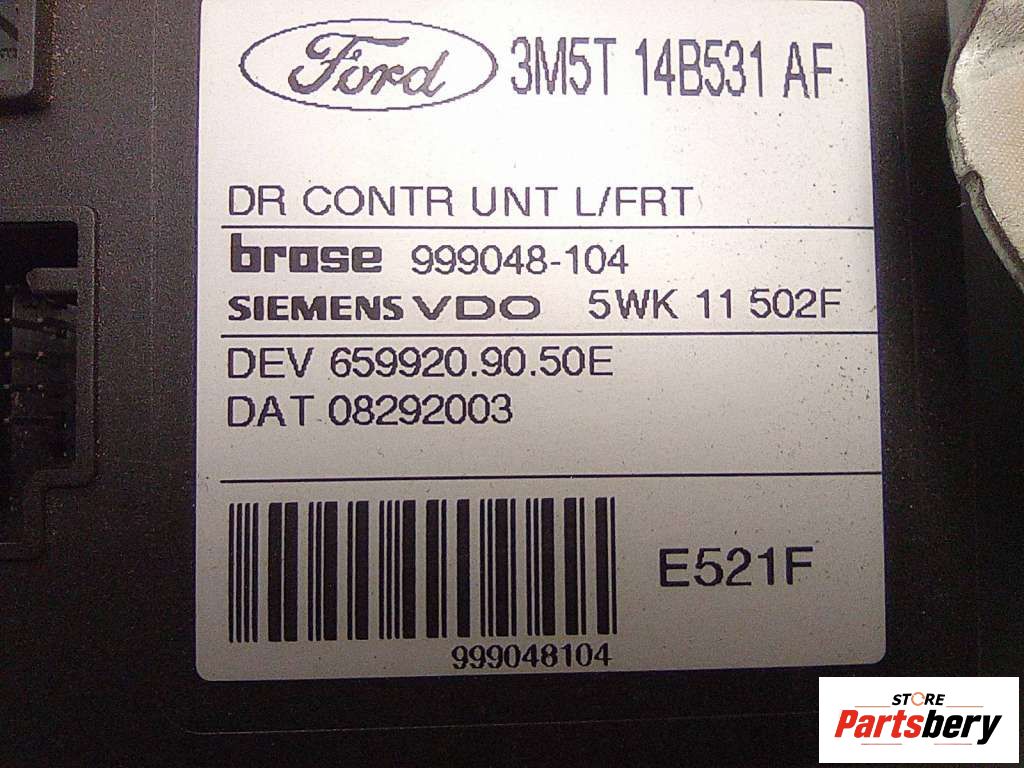 Ford 3M5T 14B531 AF
DR CONTR UNT L/FRT
brose 999048-104
SIEMENS VDO 5WK 11 502F
DEV 659920.90.50E
DAT 08292003
E521F
999048104
STORE
Partsbery